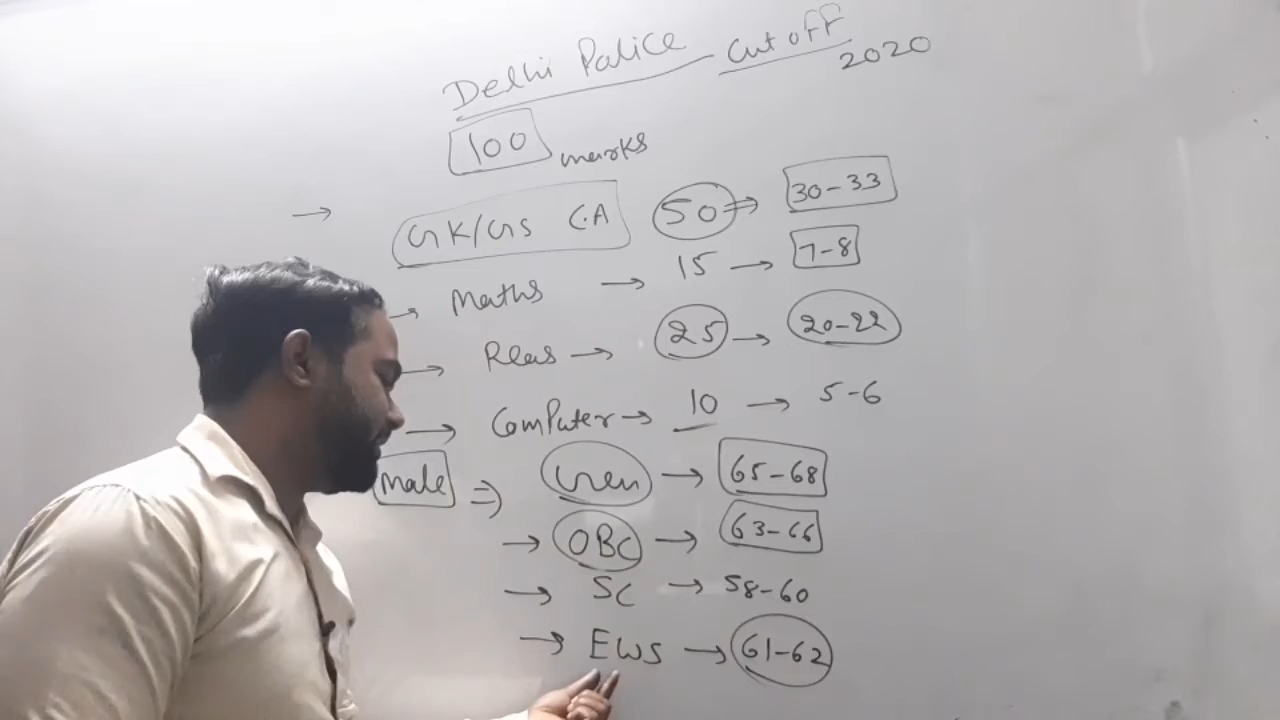 Delhi Police Cut off 2020
100 marks
→ GK/GS C.A 50 ⇒ 30-33
→ Maths → 15 → 7-8
→ Reas → 25 → 20-22
→ Computer → 10 → 5-6
male ⇒ Gen → 65-68
→ OBC → 63-66
→ SC → 58-60
→ EWS → 61-62